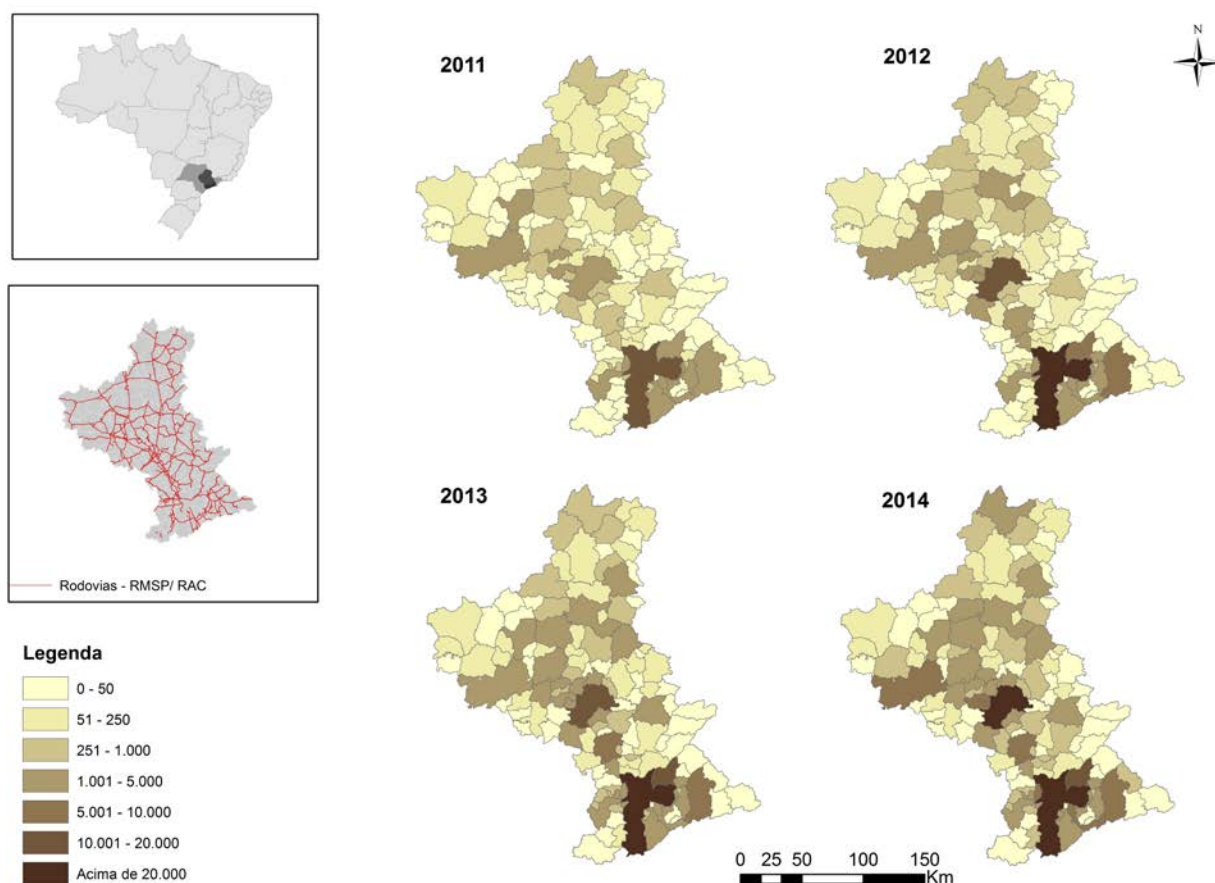 2011
2012
N
Rodovias - RMSP/ RAC
2013
2014
Legenda
0 - 50
51 - 250
251 - 1.000
1.001 - 5.000
5.001 - 10.000
10.001 - 20.000
Acima de 20.000
0 25 50 100 150
Km